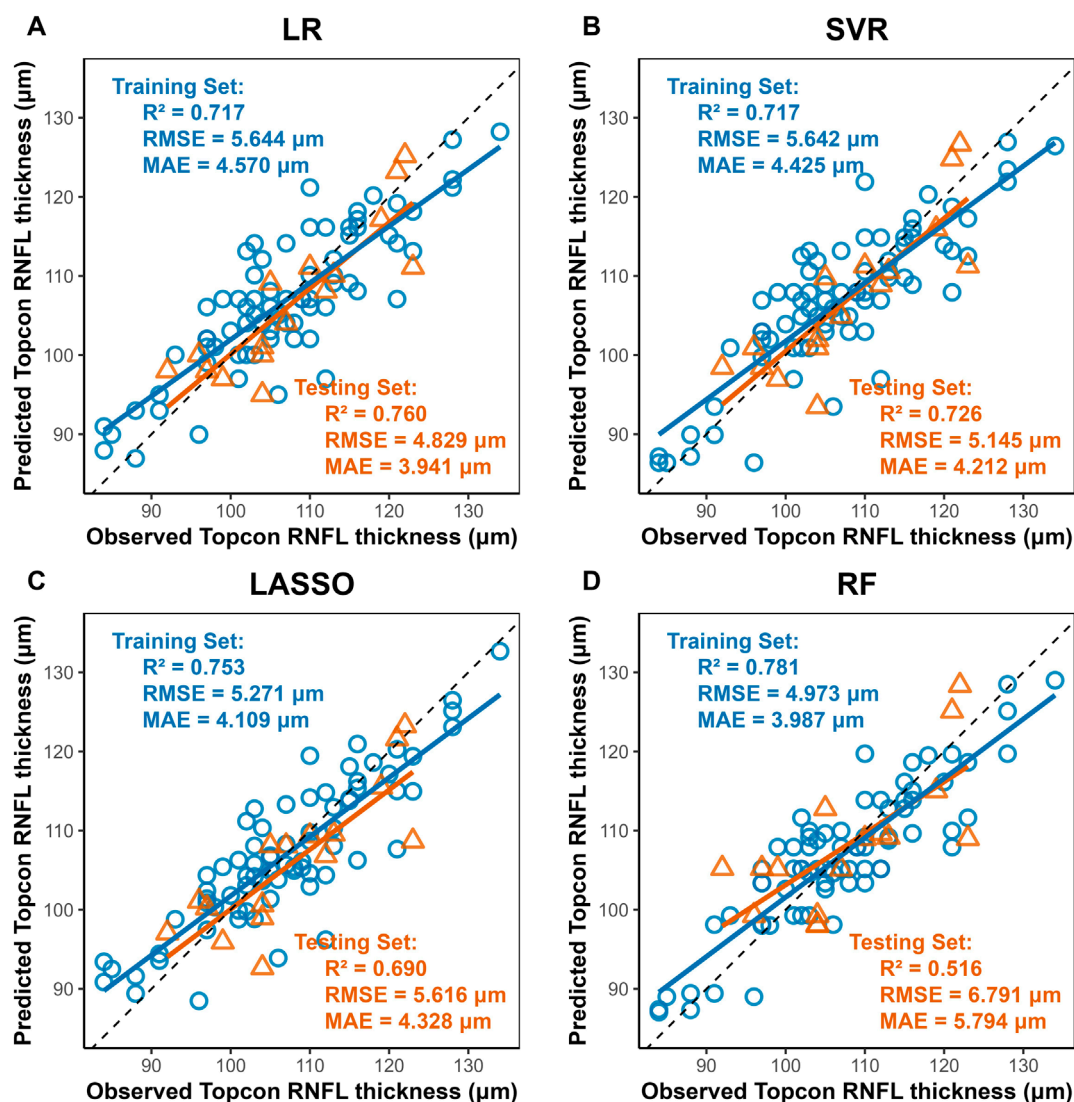 A
LR
Predicted Topcon RNFL thickness (µm)
130
120
110
100
90
Training Set:
R² = 0.717
RMSE = 5.644 µm
MAE = 4.570 µm
Testing Set:
R² = 0.760
RMSE = 4.829 µm
MAE = 3.941 µm
90 100 110 120 130
Observed Topcon RNFL thickness (µm)
B
SVR
Predicted Topcon RNFL thickness (µm)
130
120
110
100
90
Training Set:
R² = 0.717
RMSE = 5.642 µm
MAE = 4.425 µm
Testing Set:
R² = 0.726
RMSE = 5.145 µm
MAE = 4.212 µm
90 100 110 120 130
Observed Topcon RNFL thickness (µm)
C
LASSO
Predicted Topcon RNFL thickness (µm)
130
120
110
100
90
Training Set:
R² = 0.753
RMSE = 5.271 µm
MAE = 4.109 µm
Testing Set:
R² = 0.690
RMSE = 5.616 µm
MAE = 4.328 µm
90 100 110 120 130
Observed Topcon RNFL thickness (µm)
D
RF
Predicted Topcon RNFL thickness (µm)
130
120
110
100
90
Training Set:
R² = 0.781
RMSE = 4.973 µm
MAE = 3.987 µm
Testing Set:
R² = 0.516
RMSE = 6.791 µm
MAE = 5.794 µm
90 100 110 120 130
Observed Topcon RNFL thickness (µm)